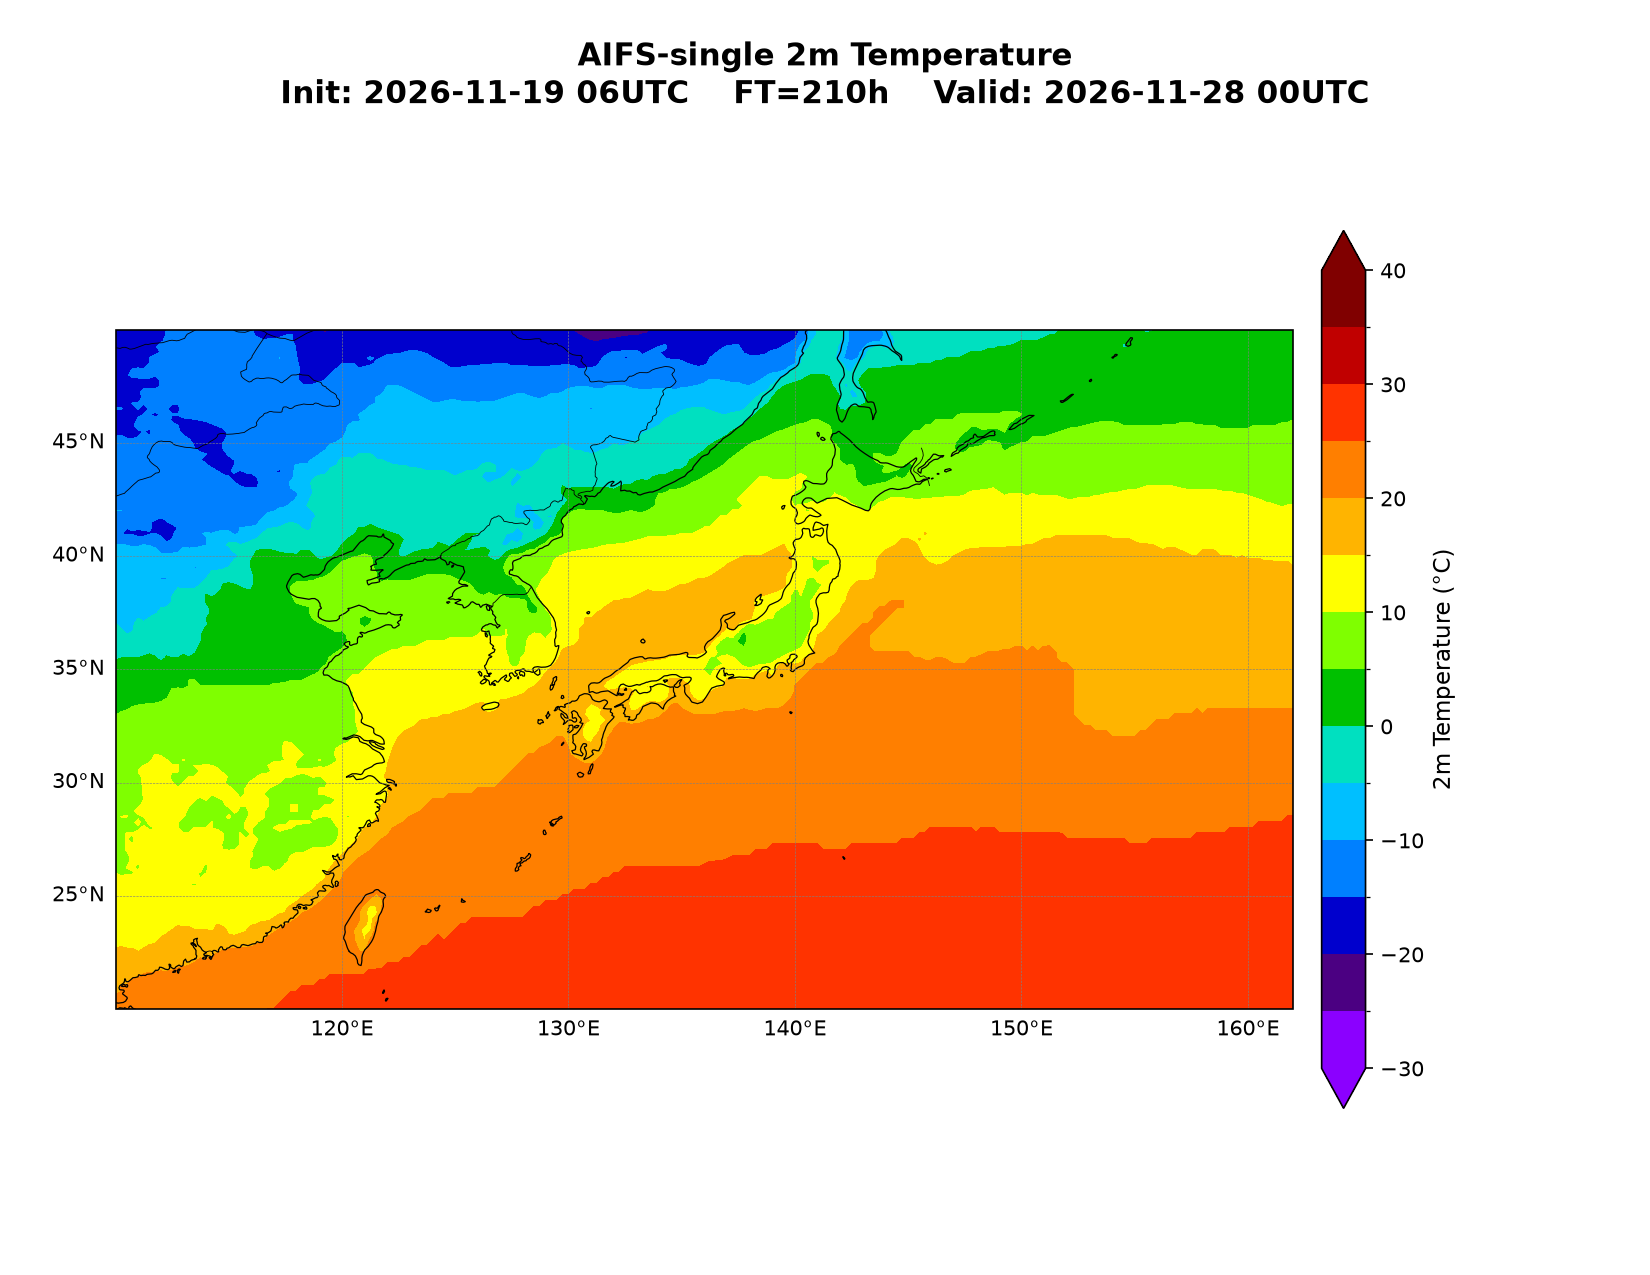 AIFS-single 2m Temperature
Init: 2026-11-19 06UTC    FT=210h    Valid: 2026-11-28 00UTC
40
30
20
10
0
−10
−20
−30
2m Temperature (°C)
45°N
40°N
35°N
30°N
25°N
120°E
130°E
140°E
150°E
160°E